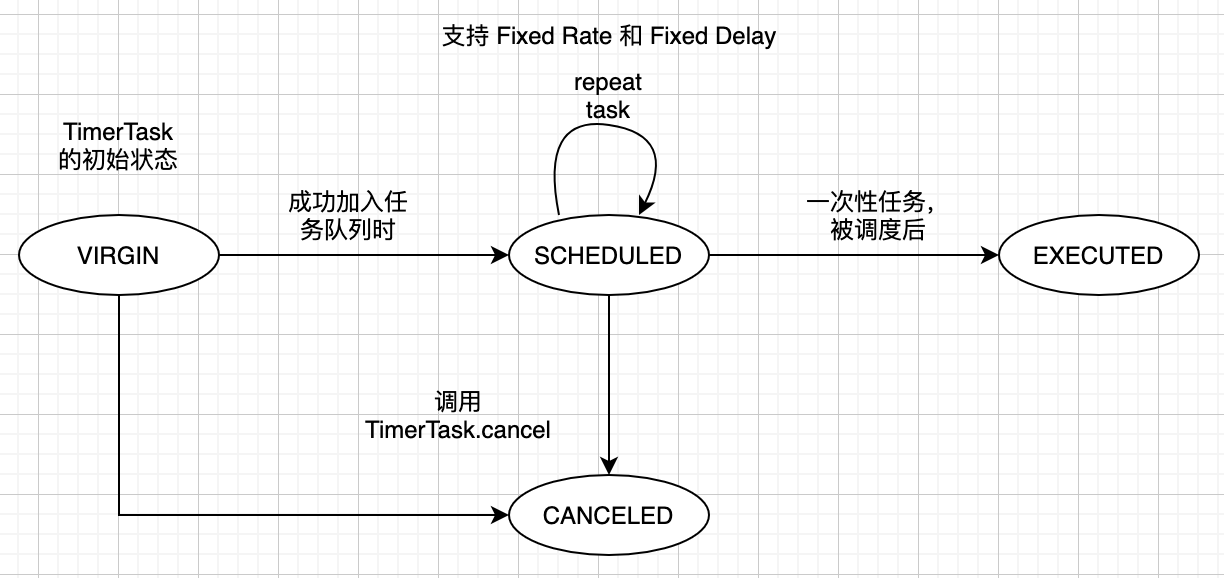 支持 Fixed Rate 和 Fixed Delay
repeat
task
TimerTask
的初始状态
成功加入任
务队列时
一次性任务，
被调度后
VIRGIN
SCHEDULED
EXECUTED
调用
TimerTask.cancel
CANCELED